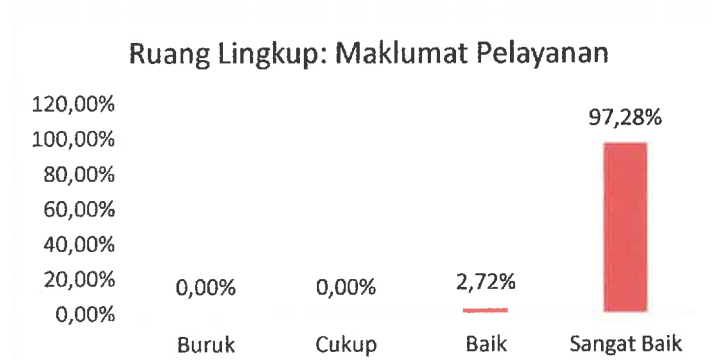 Ruang Lingkup: Maklumat Pelayanan
120,00%
100,00%
80,00%
60,00%
40,00%
20,00%
0,00%
0,00%
0,00%
2,72%
97,28%
Buruk
Cukup
Baik
Sangat Baik